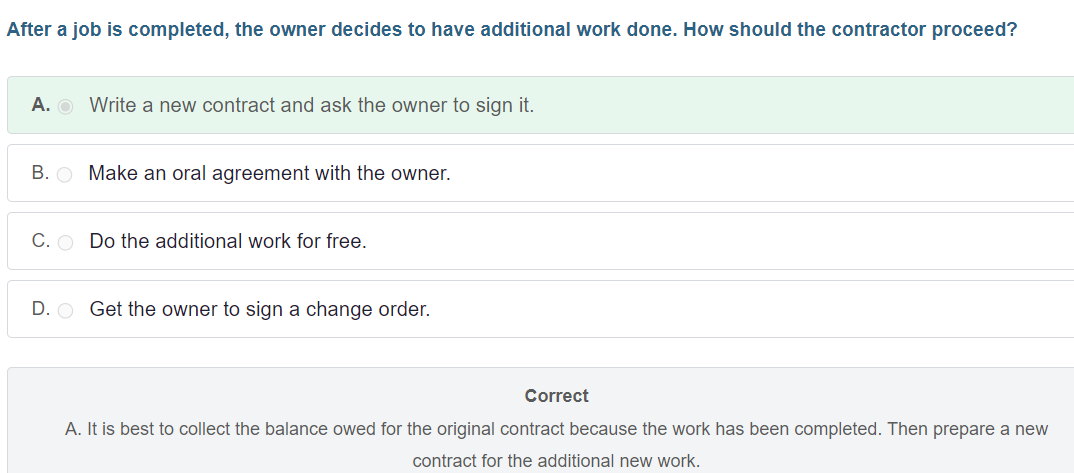 After a job is completed, the owner decides to have additional work done. How should the contractor proceed?
A. Write a new contract and ask the owner to sign it.
B. Make an oral agreement with the owner.
C. Do the additional work for free.
D. Get the owner to sign a change order.
Correct
A. It is best to collect the balance owed for the original contract because the work has been completed. Then prepare a new
contract for the additional new work.